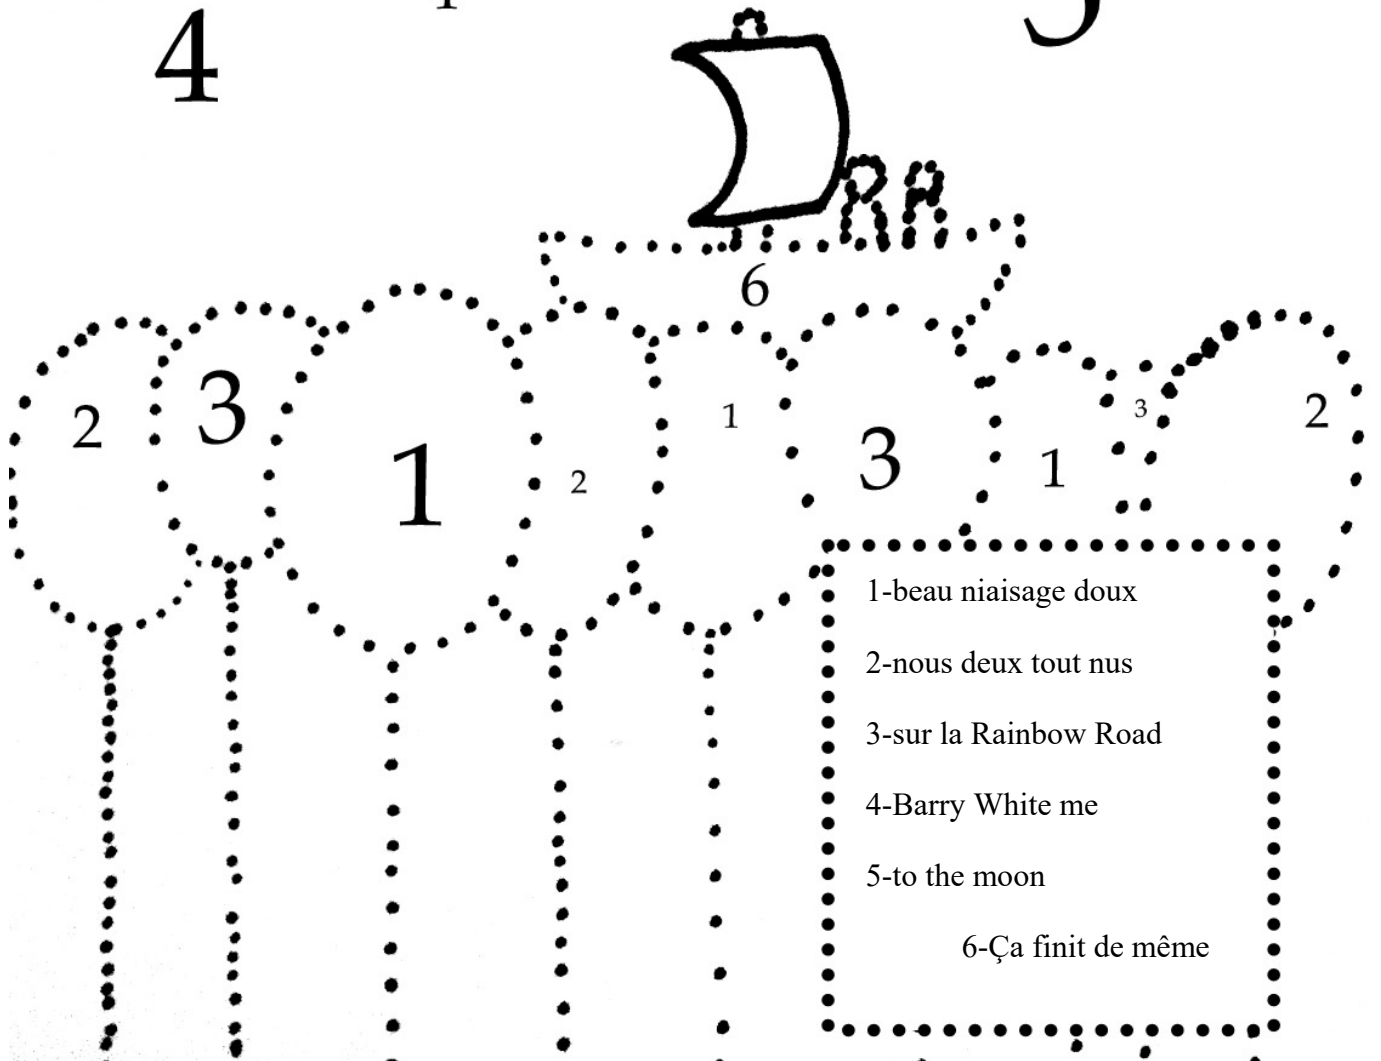 4
RA
6
2
3
1
2
1
3
1
3
2
1-beau niaisage doux
2-nous deux tout nus
3-sur la Rainbow Road
4-Barry White me
5-to the moon
6-Ça finit de même